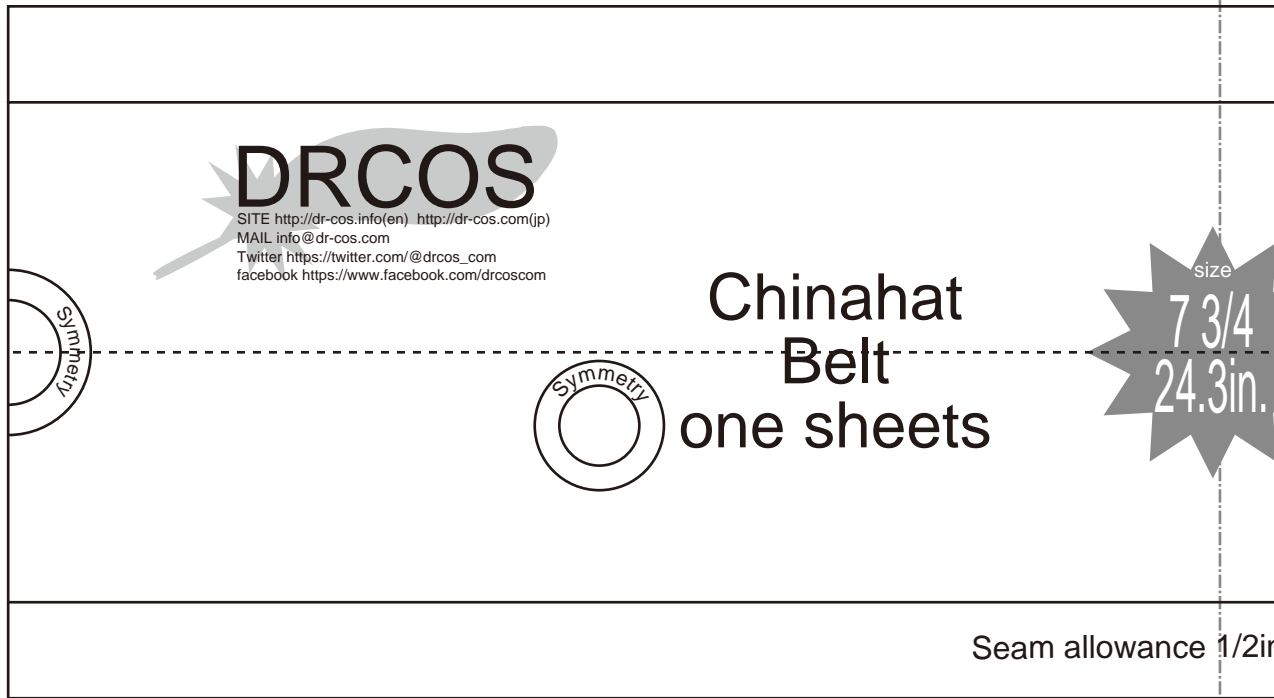 DRCOS
SITE http://dr-cos.info(en) http://dr-cos.com(jp)
MAIL info@dr-cos.com
Twitter https://twitter.com/@drcos_com
facebook https://www.facebook.com/drcoscom
Symmetry
Chinahat
Belt
one sheets
Symmetry
size
7 3/4
24.3in.
Seam allowance 1/2in